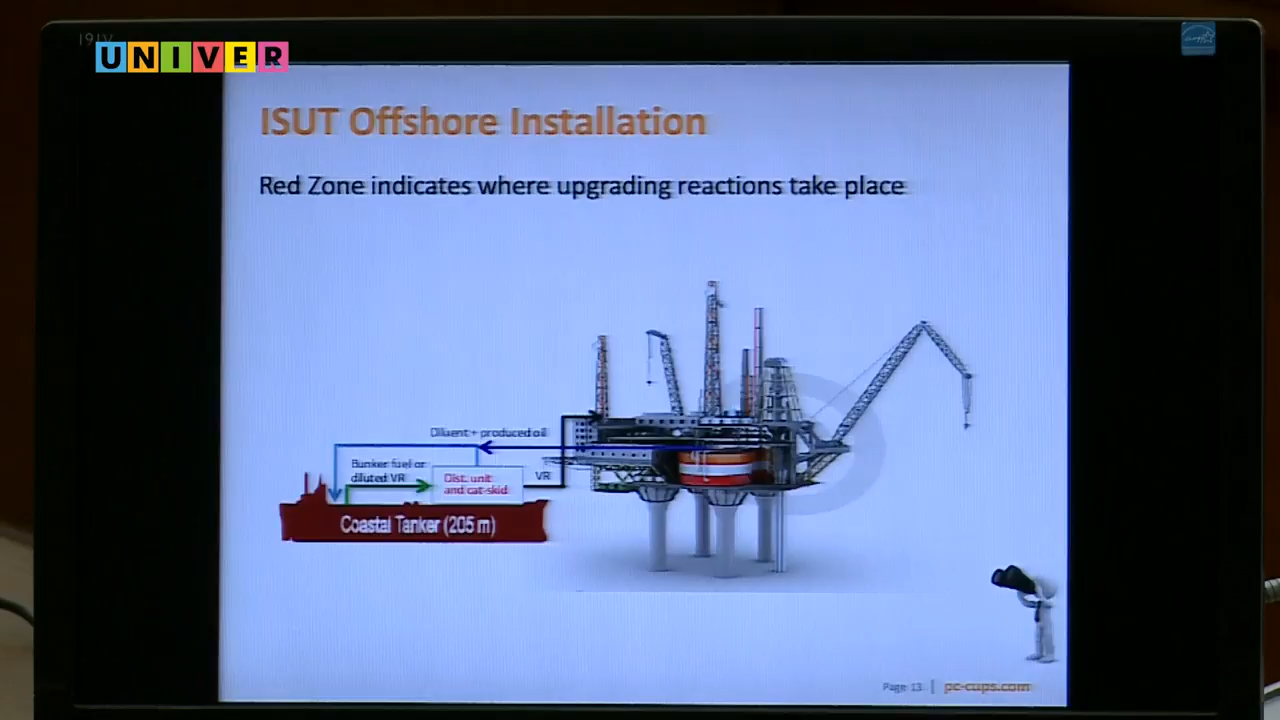 UNIVER
ISUT Offshore Installation
Red Zone indicates where upgrading reactions take place
Diluent + produced oil
Bunker fuel or
diluted VR
Dist. unit
and cat-skid
VR
Coastal Tanker (205 m)
Page 13 | pc-cups.com